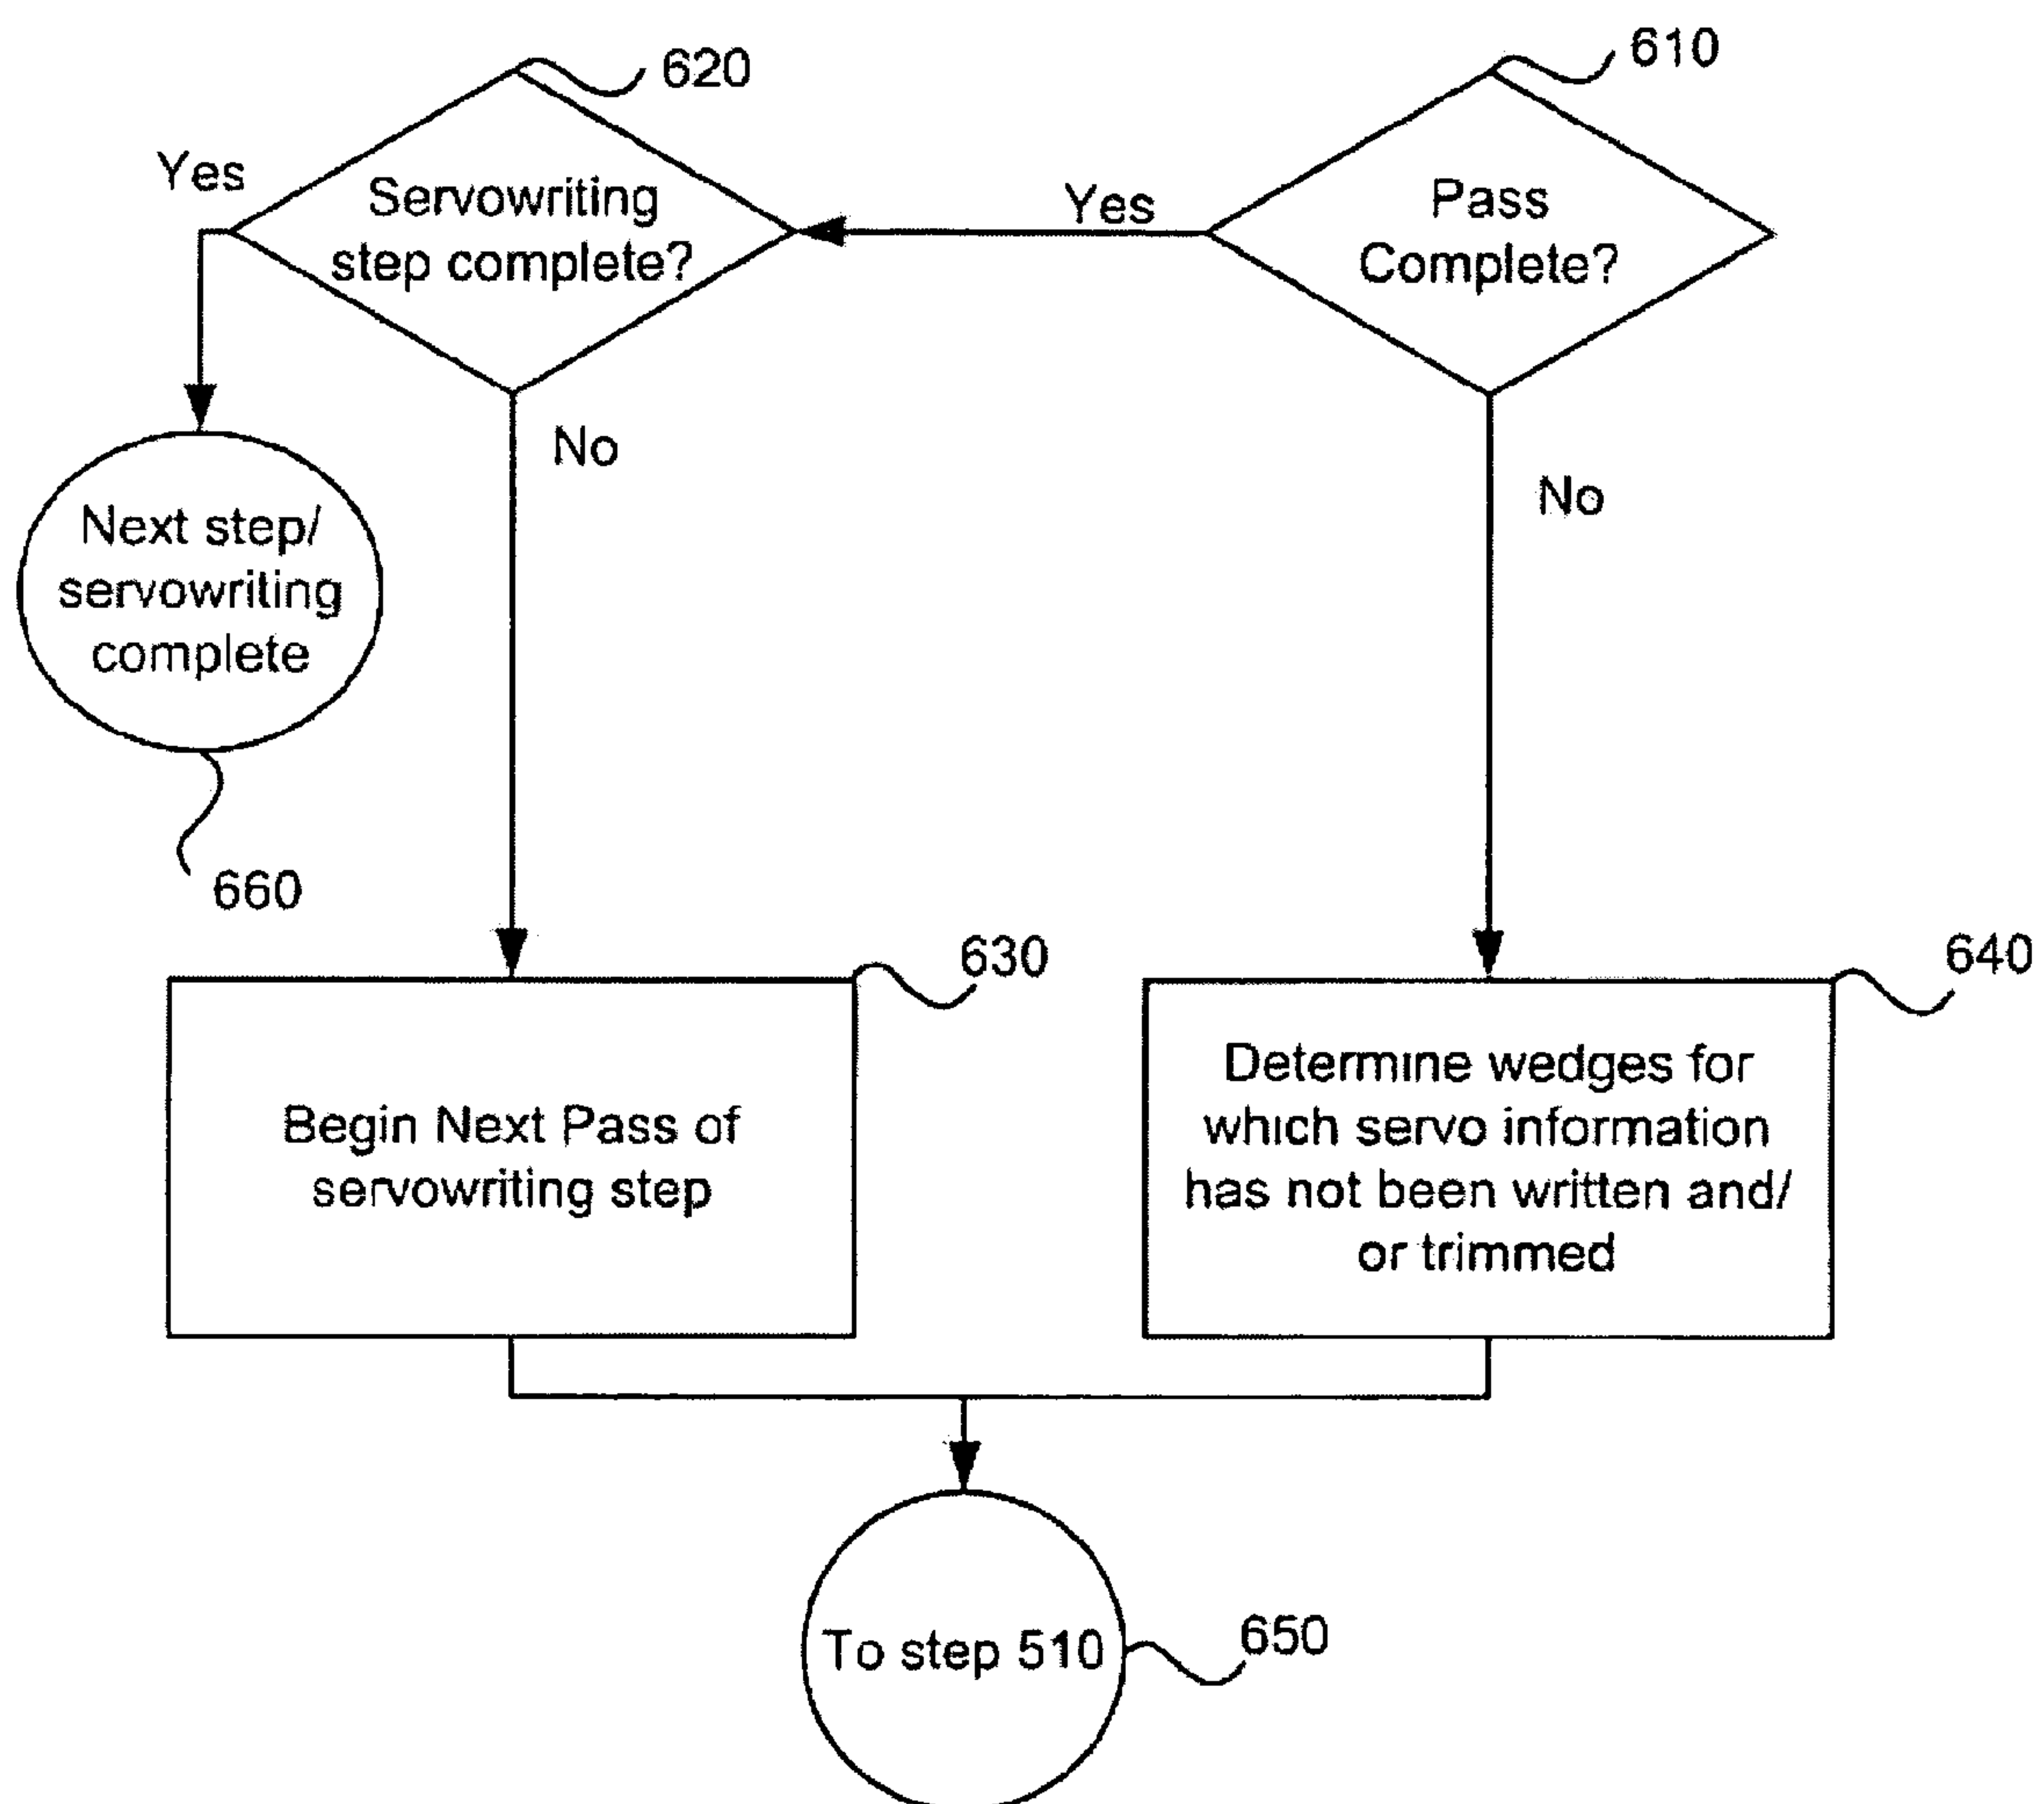 620
610
Yes
Servowriting
step complete?
Yes
Pass
Complete?
No
No
Next step/
servowriting
complete
660
630
640
Begin Next Pass of
servowriting step
Determine wedges for
which servo information
has not been written and/
or trimmed
To step 510
650